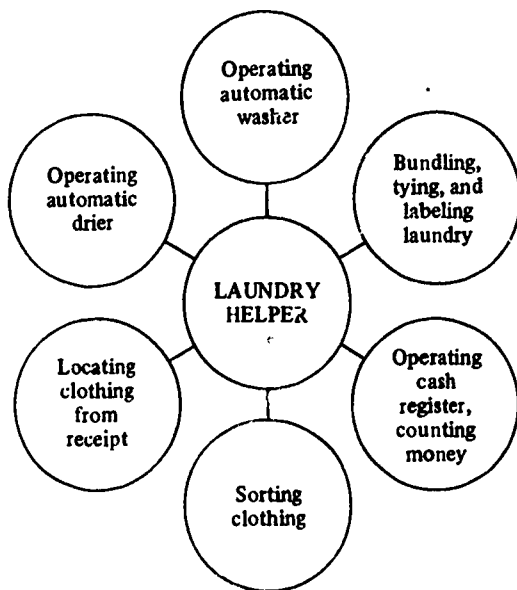 Operating
automatic
washer
Bundling,
tying, and
labeling
laundry
Operating
automatic
drier
LAUNDRY
HELPER
Locating
clothing
from
receipt
Operating
cash
register,
counting
money
Sorting
clothing